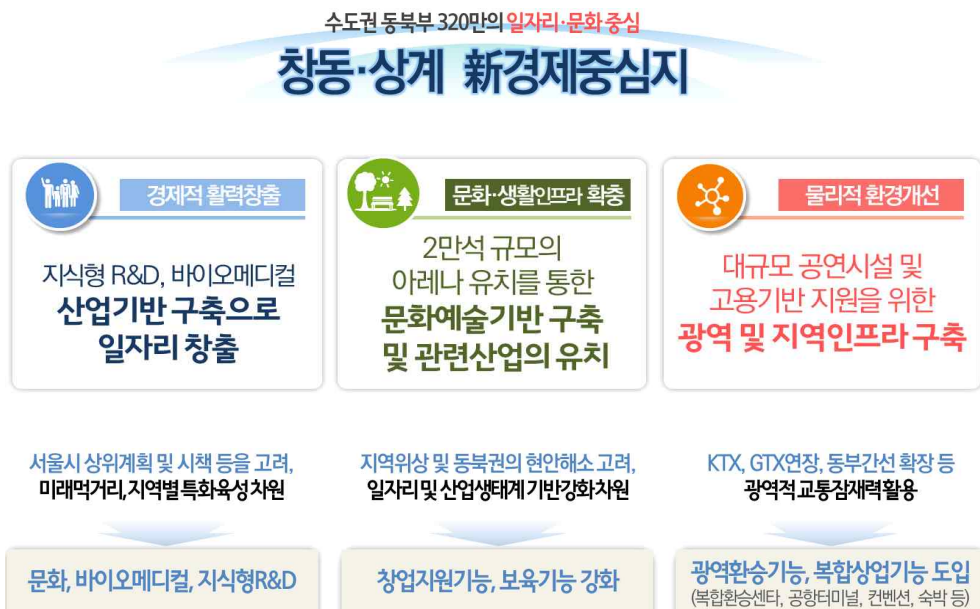 수도권 동북부 320만의 일자리·문화 중심
창동·상계 新경제중심지
경제적 활력창출
지식형 R&D, 바이오메디컬
산업기반 구축으로
일자리 창출
문화·생활인프라 확충
2만석 규모의
아레나 유치를 통한
문화예술기반 구축
및 관련산업의 유치
물리적 환경개선
대규모 공연시설 및
고용기반 지원을 위한
광역 및 지역인프라 구축
서울시 상위계획 및 시책 등을 고려,
미래먹거리,지역별 특화육성 차원
문화, 바이오메디컬, 지식형R&D
지역위상 및 동북권의 현안해소 고려,
일자리 및 산업생태계 기반강화 차원
창업지원기능, 보육기능 강화
KTX, GTX연장, 동부간선 확장 등
광역적 교통잠재력 활용
광역환승기능, 복합상업기능 도입
(복합환승센타, 공항터미널, 컨벤션, 숙박 등)